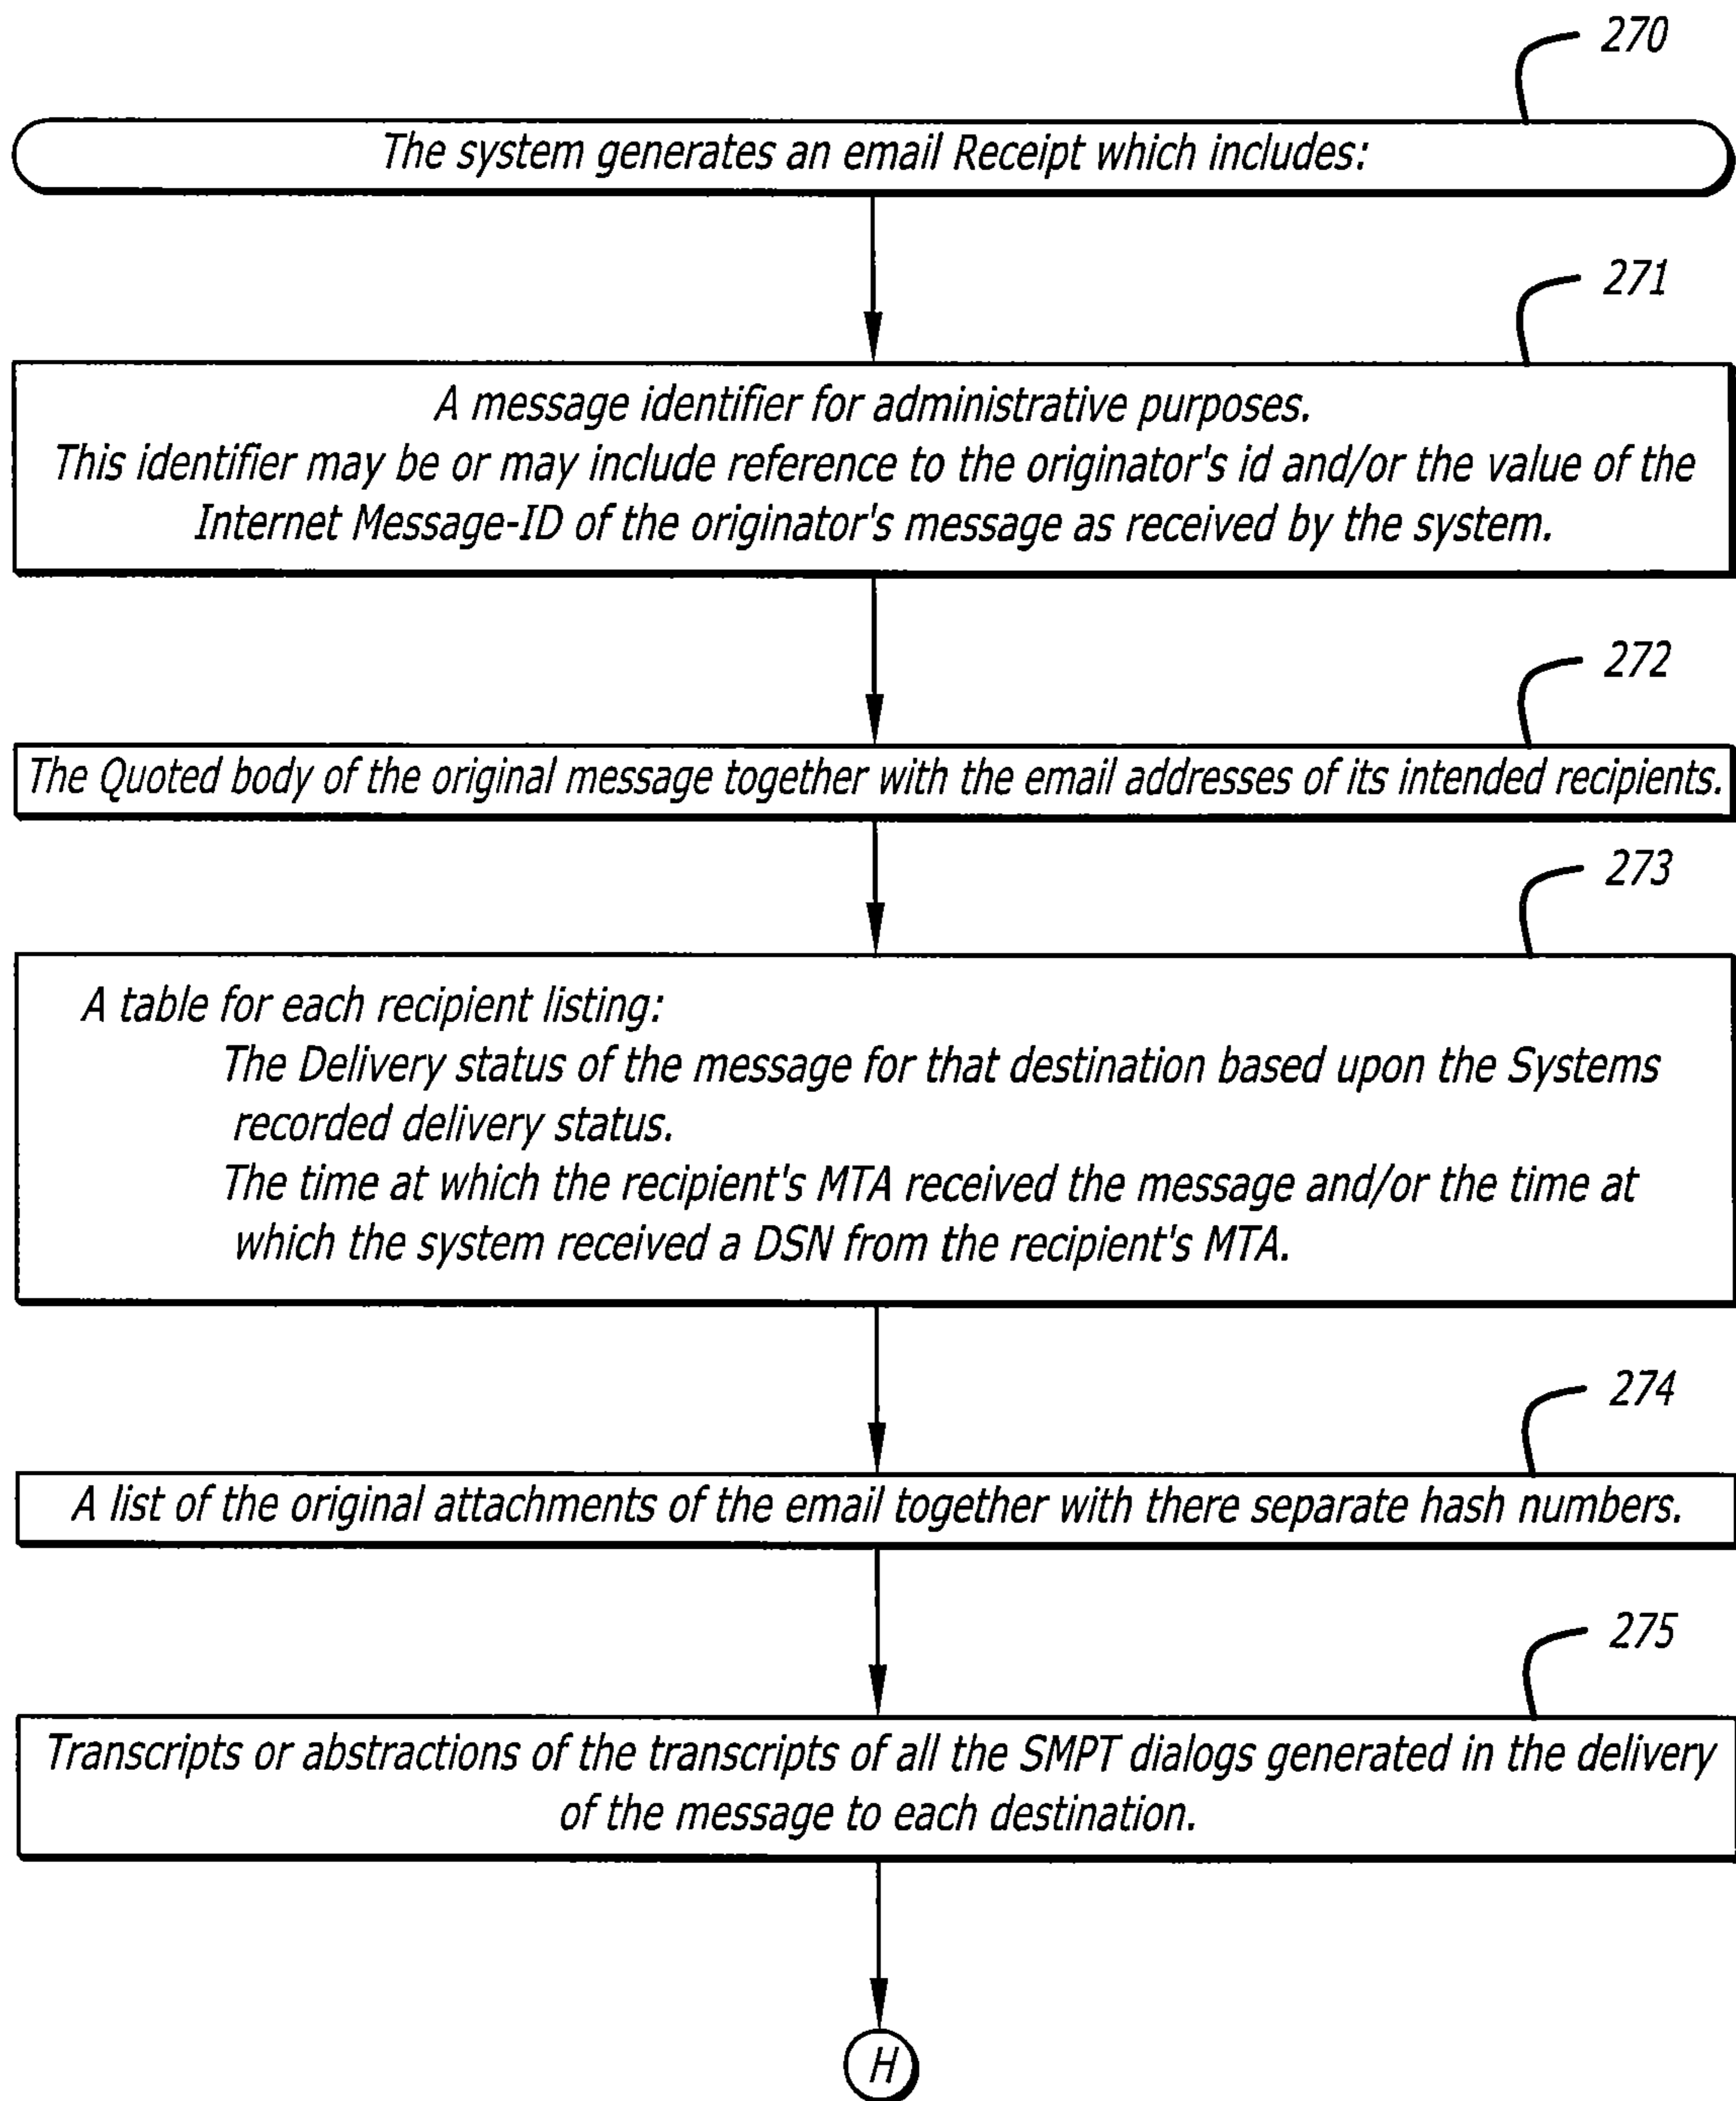 270
The system generates an email Receipt which includes:
271
A message identifier for administrative purposes.
This identifier may be or may include reference to the originator's id and/or the value of the
Internet Message-ID of the originator's message as received by the system.
272
The Quoted body of the original message together with the email addresses of its intended recipients.
273
A table for each recipient listing:
The Delivery status of the message for that destination based upon the Systems
recorded delivery status.
The time at which the recipient's MTA received the message and/or the time at
which the system received a DSN from the recipient's MTA.
274
A list of the original attachments of the email together with there separate hash numbers.
275
Transcripts or abstractions of the transcripts of all the SMPT dialogs generated in the delivery
of the message to each destination.
H